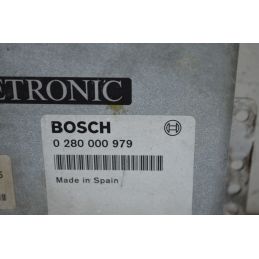 ETRONIC
BOSCH
0 280 000 979
Made in Spain